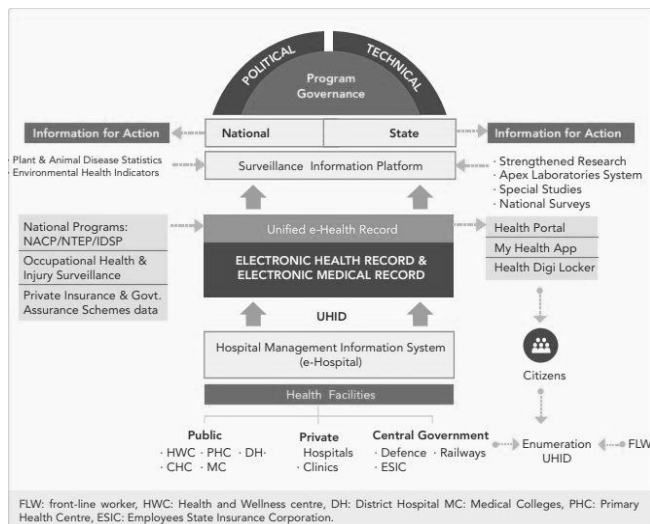 POLITICAL
TECHNICAL
Program
Governance
Information for Action
National
State
Information for Action
· Plant & Animal Disease Statistics
· Environmental Health Indicators
Surveillance Information Platform
· Strengthened Research
· Apex Laboratories System
· Special Studies
· National Surveys
National Programs:
NACP/NTEP/IDSP
Occupational Health &
Injury Surveillance
Private Insurance & Govt.
Assurance Schemes data
Unified e-Health Record
ELECTRONIC HEALTH RECORD &
ELECTRONIC MEDICAL RECORD
Health Portal
My Health App
Health Digi Locker
UHID
Hospital Management Information System
(e-Hospital)
Citizens
Health Facilities
Public
· HWC · PHC · DH·
· CHC · MC
Private
Hospitals
· Clinics
Central Government
· Defence · Railways
· ESIC
Enumeration
UHID
FLW
FLW: front-line worker, HWC: Health and Wellness centre, DH: District Hospital MC: Medical Colleges, PHC: Primary
Health Centre, ESIC: Employees State Insurance Corporation.